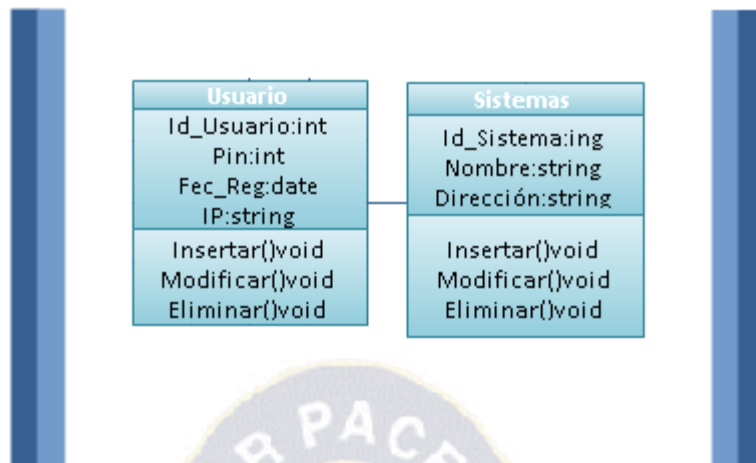 Usuario
Id_Usuario:int
Pin:int
Fec_Reg:date
IP:string
Insertar()void
Modificar()void
Eliminar()void
Sistemas
Id_Sistema:ing
Nombre:string
Dirección:string
Insertar()void
Modificar()void
Eliminar()void